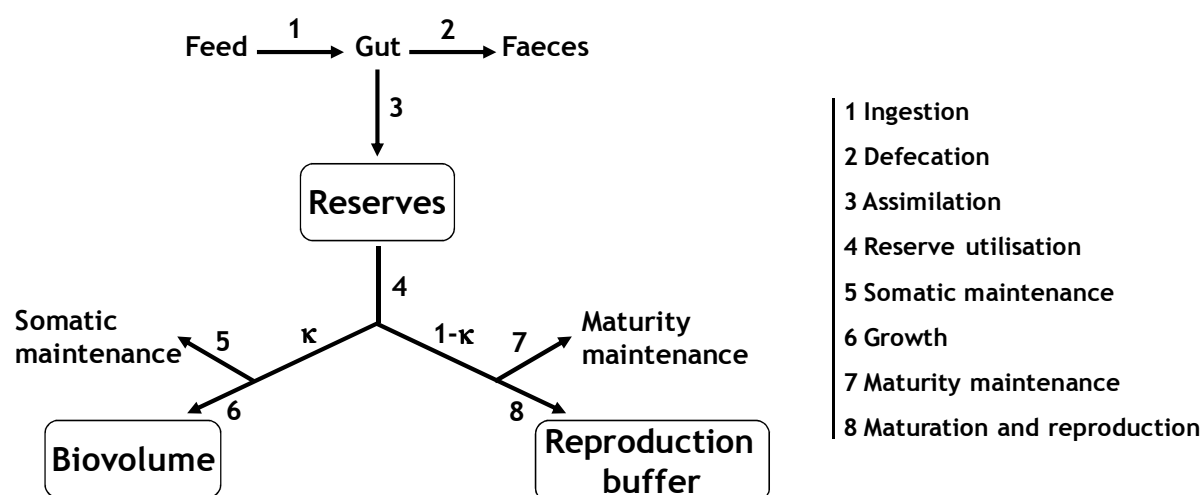 1
2
Feed
Gut
Faeces
3
Reserves
4
Somatic
maintenance
5
κ
1-κ
7
Maturity
maintenance
6
8
Biovolume
Reproduction
buffer
1 Ingestion
2 Defecation
3 Assimilation
4 Reserve utilisation
5 Somatic maintenance
6 Growth
7 Maturity maintenance
8 Maturation and reproduction